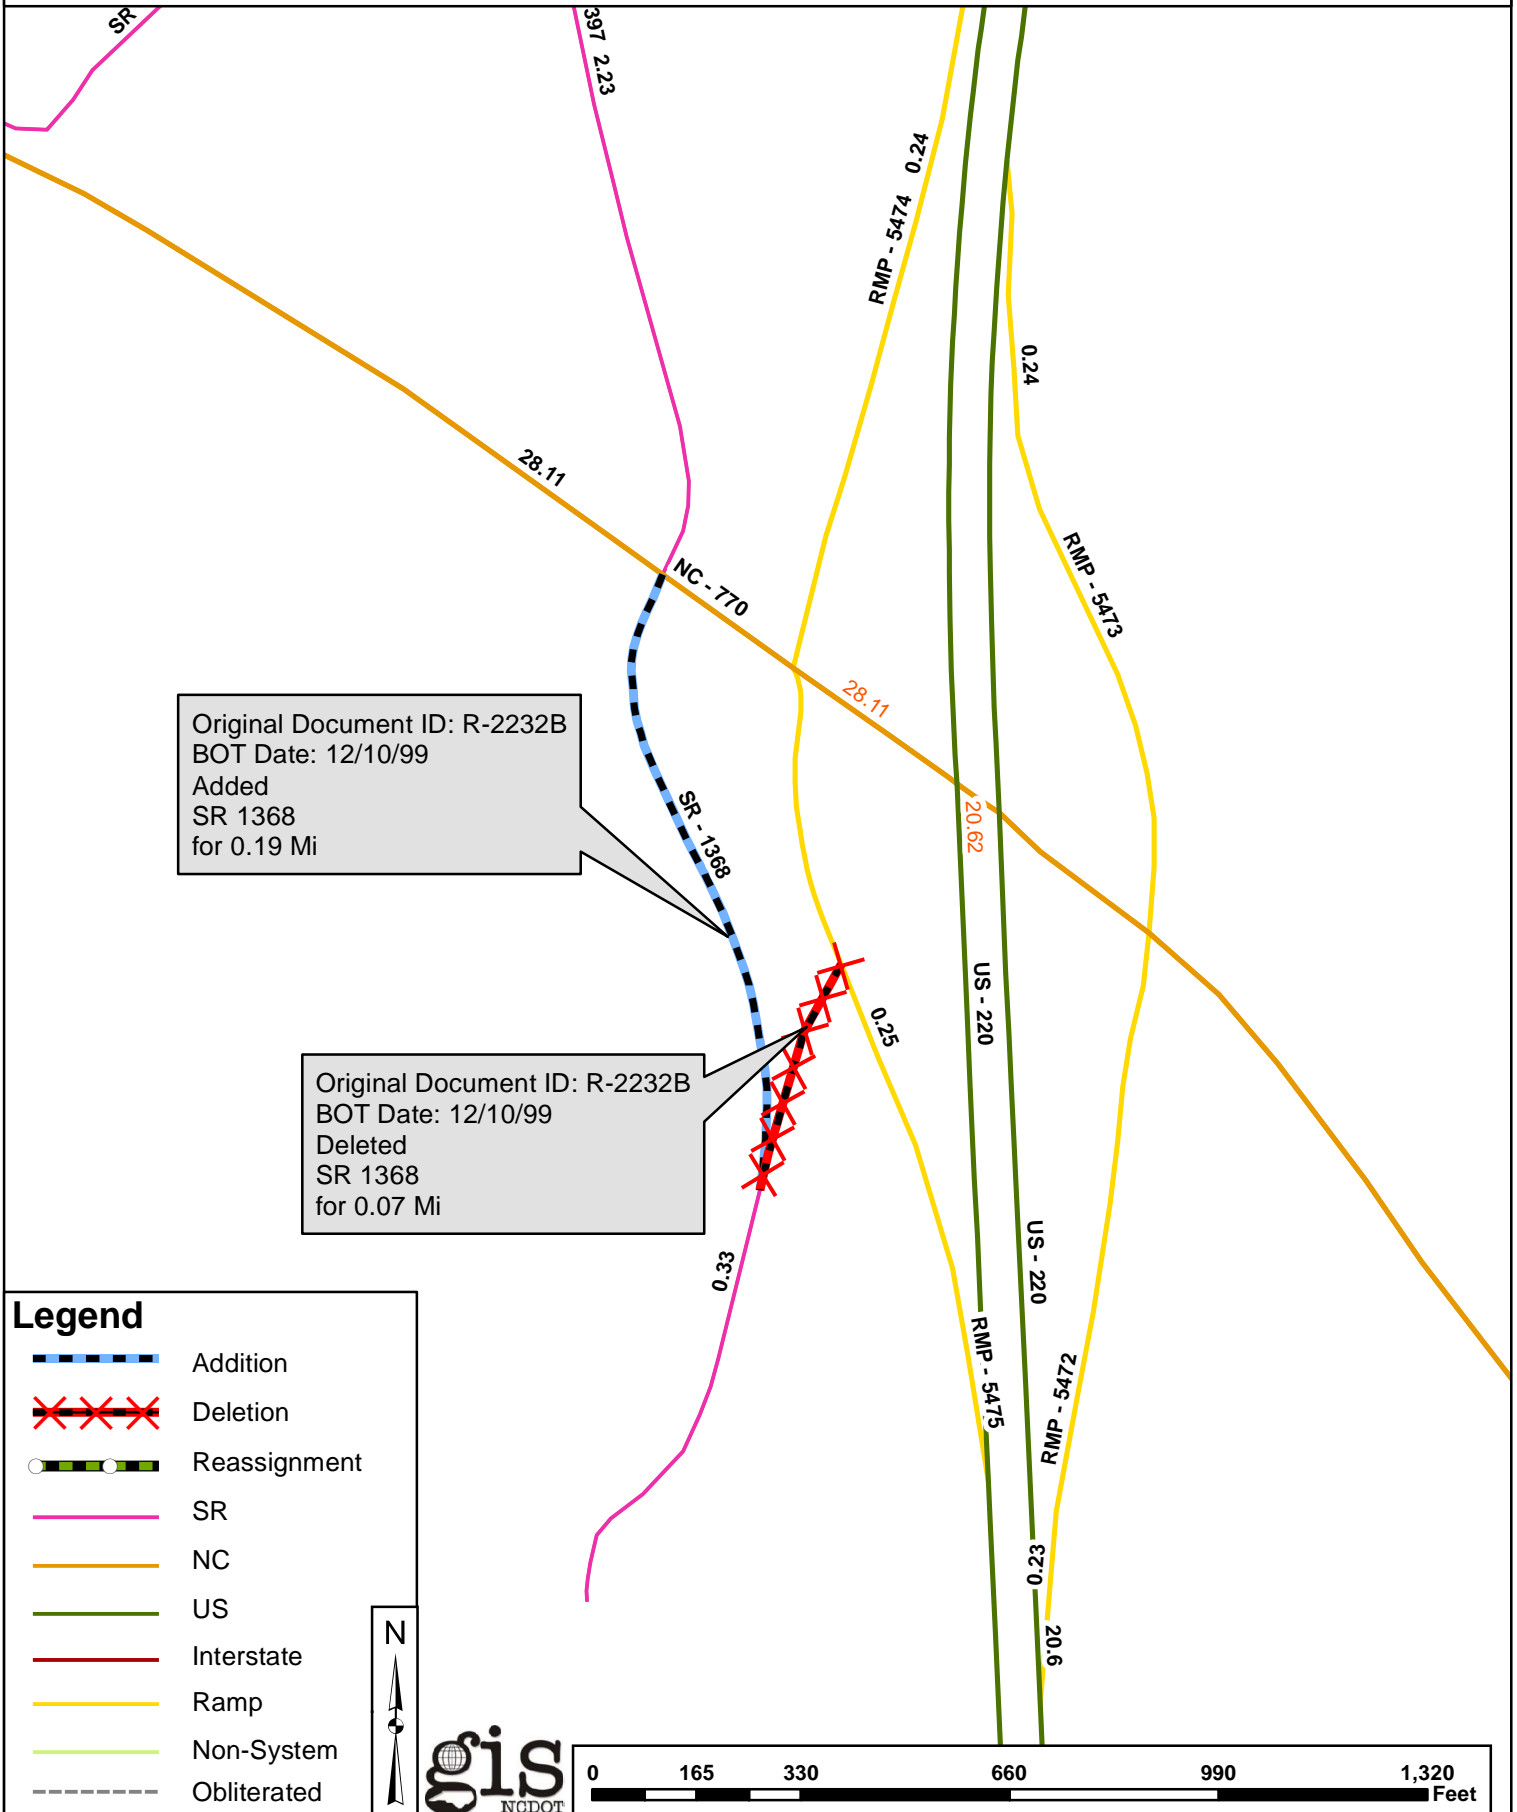 SR
397 2.23
RMP - 5474 0.24
0.24
28.11
RMP - 5473
NC - 770
28.11
Original Document ID: R-2232B
BOT Date: 12/10/99
Added
SR 1368
for 0.19 Mi
SR - 1368
20.62
US - 220
0.25
Original Document ID: R-2232B
BOT Date: 12/10/99
Deleted
SR 1368
for 0.07 Mi
0.33
US - 220
RMP - 5475
RMP - 5472
0.23
20.6
Legend
Addition
Deletion
Reassignment
SR
NC
US
Interstate
Ramp
Non-System
Obliterated
N
gis
NCDOT
0 165 330 660 990 1,320
Feet